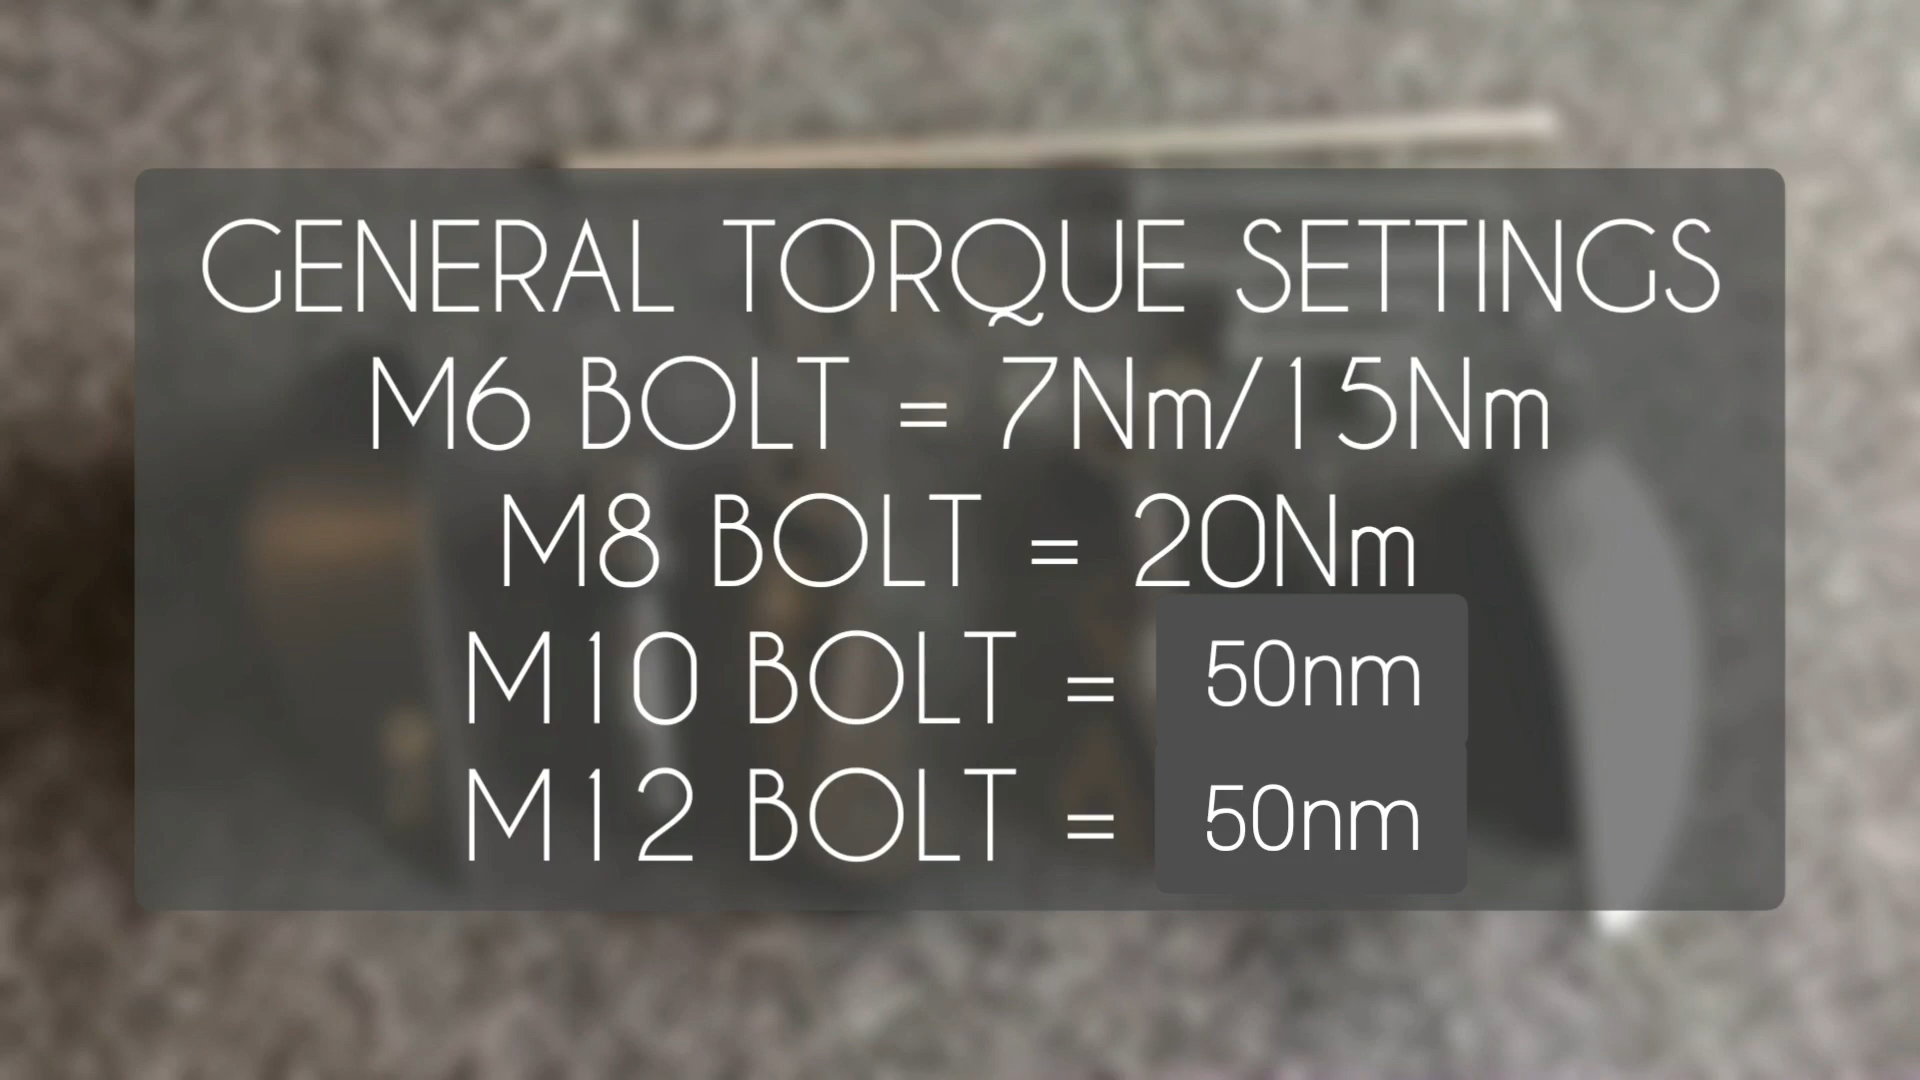 GENERAL TORQUE SETTINGS
M6 BOLT = 7Nm/15Nm
M8 BOLT = 20Nm
M10 BOLT = 50nm
M12 BOLT = 50nm